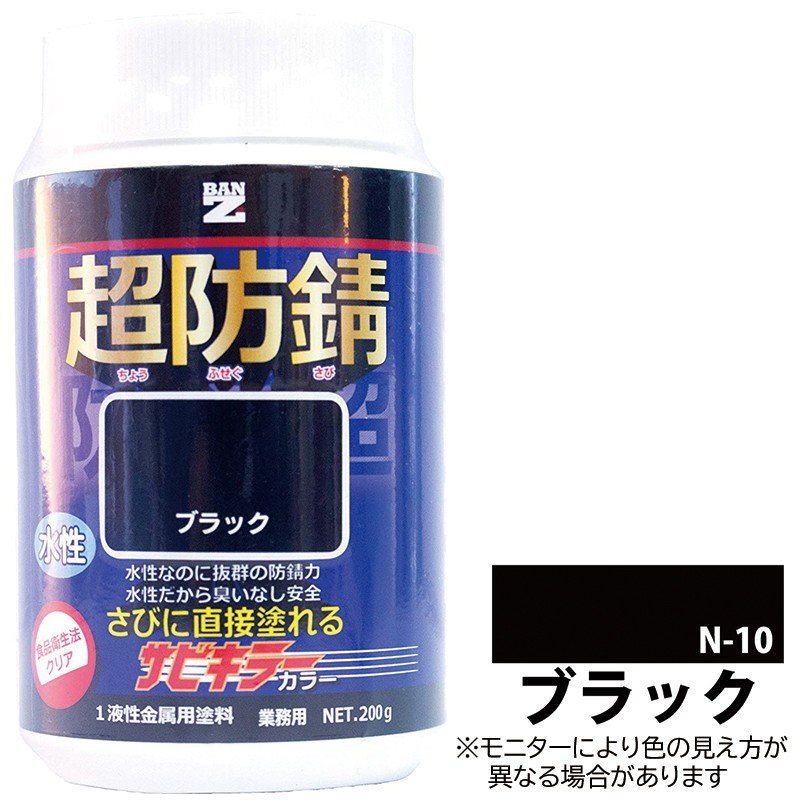 BAN
Z
超防錆
ちょう ふせぐ さび
防 超
ブラック
水性
水性なのに抜群の防錆力
水性だから臭いなし安全
さびに直接塗れる
食品衛生法
クリア
サビキラー
カラー
1液性金属用塗料 業務用 NET.200g
N-10
ブラック
※モニターにより色の見え方が
異なる場合があります